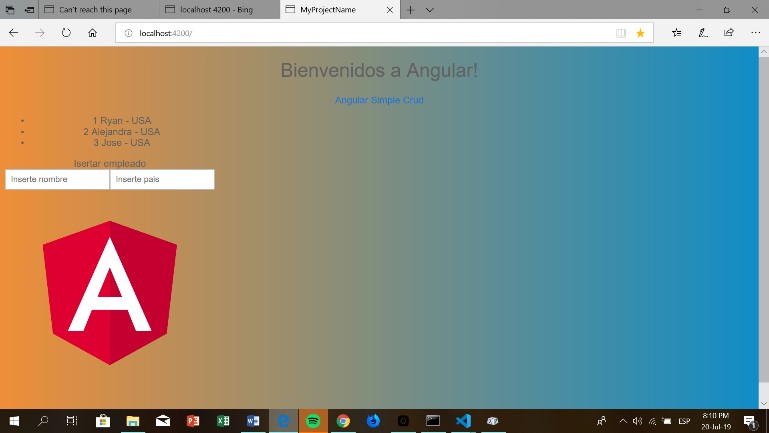 Can't reach this page
localhost 4200 - Bing
MyProjectName
localhost:4200/
Bienvenidos a Angular!
Angular Simple Crud
• 1 Ryan - USA
• 2 Alejandra - USA
• 3 Jose - USA
Isertar empleado
Inserte nombre
Inserte pais
A
8:10 PM
ESP
20-Jul-19
1